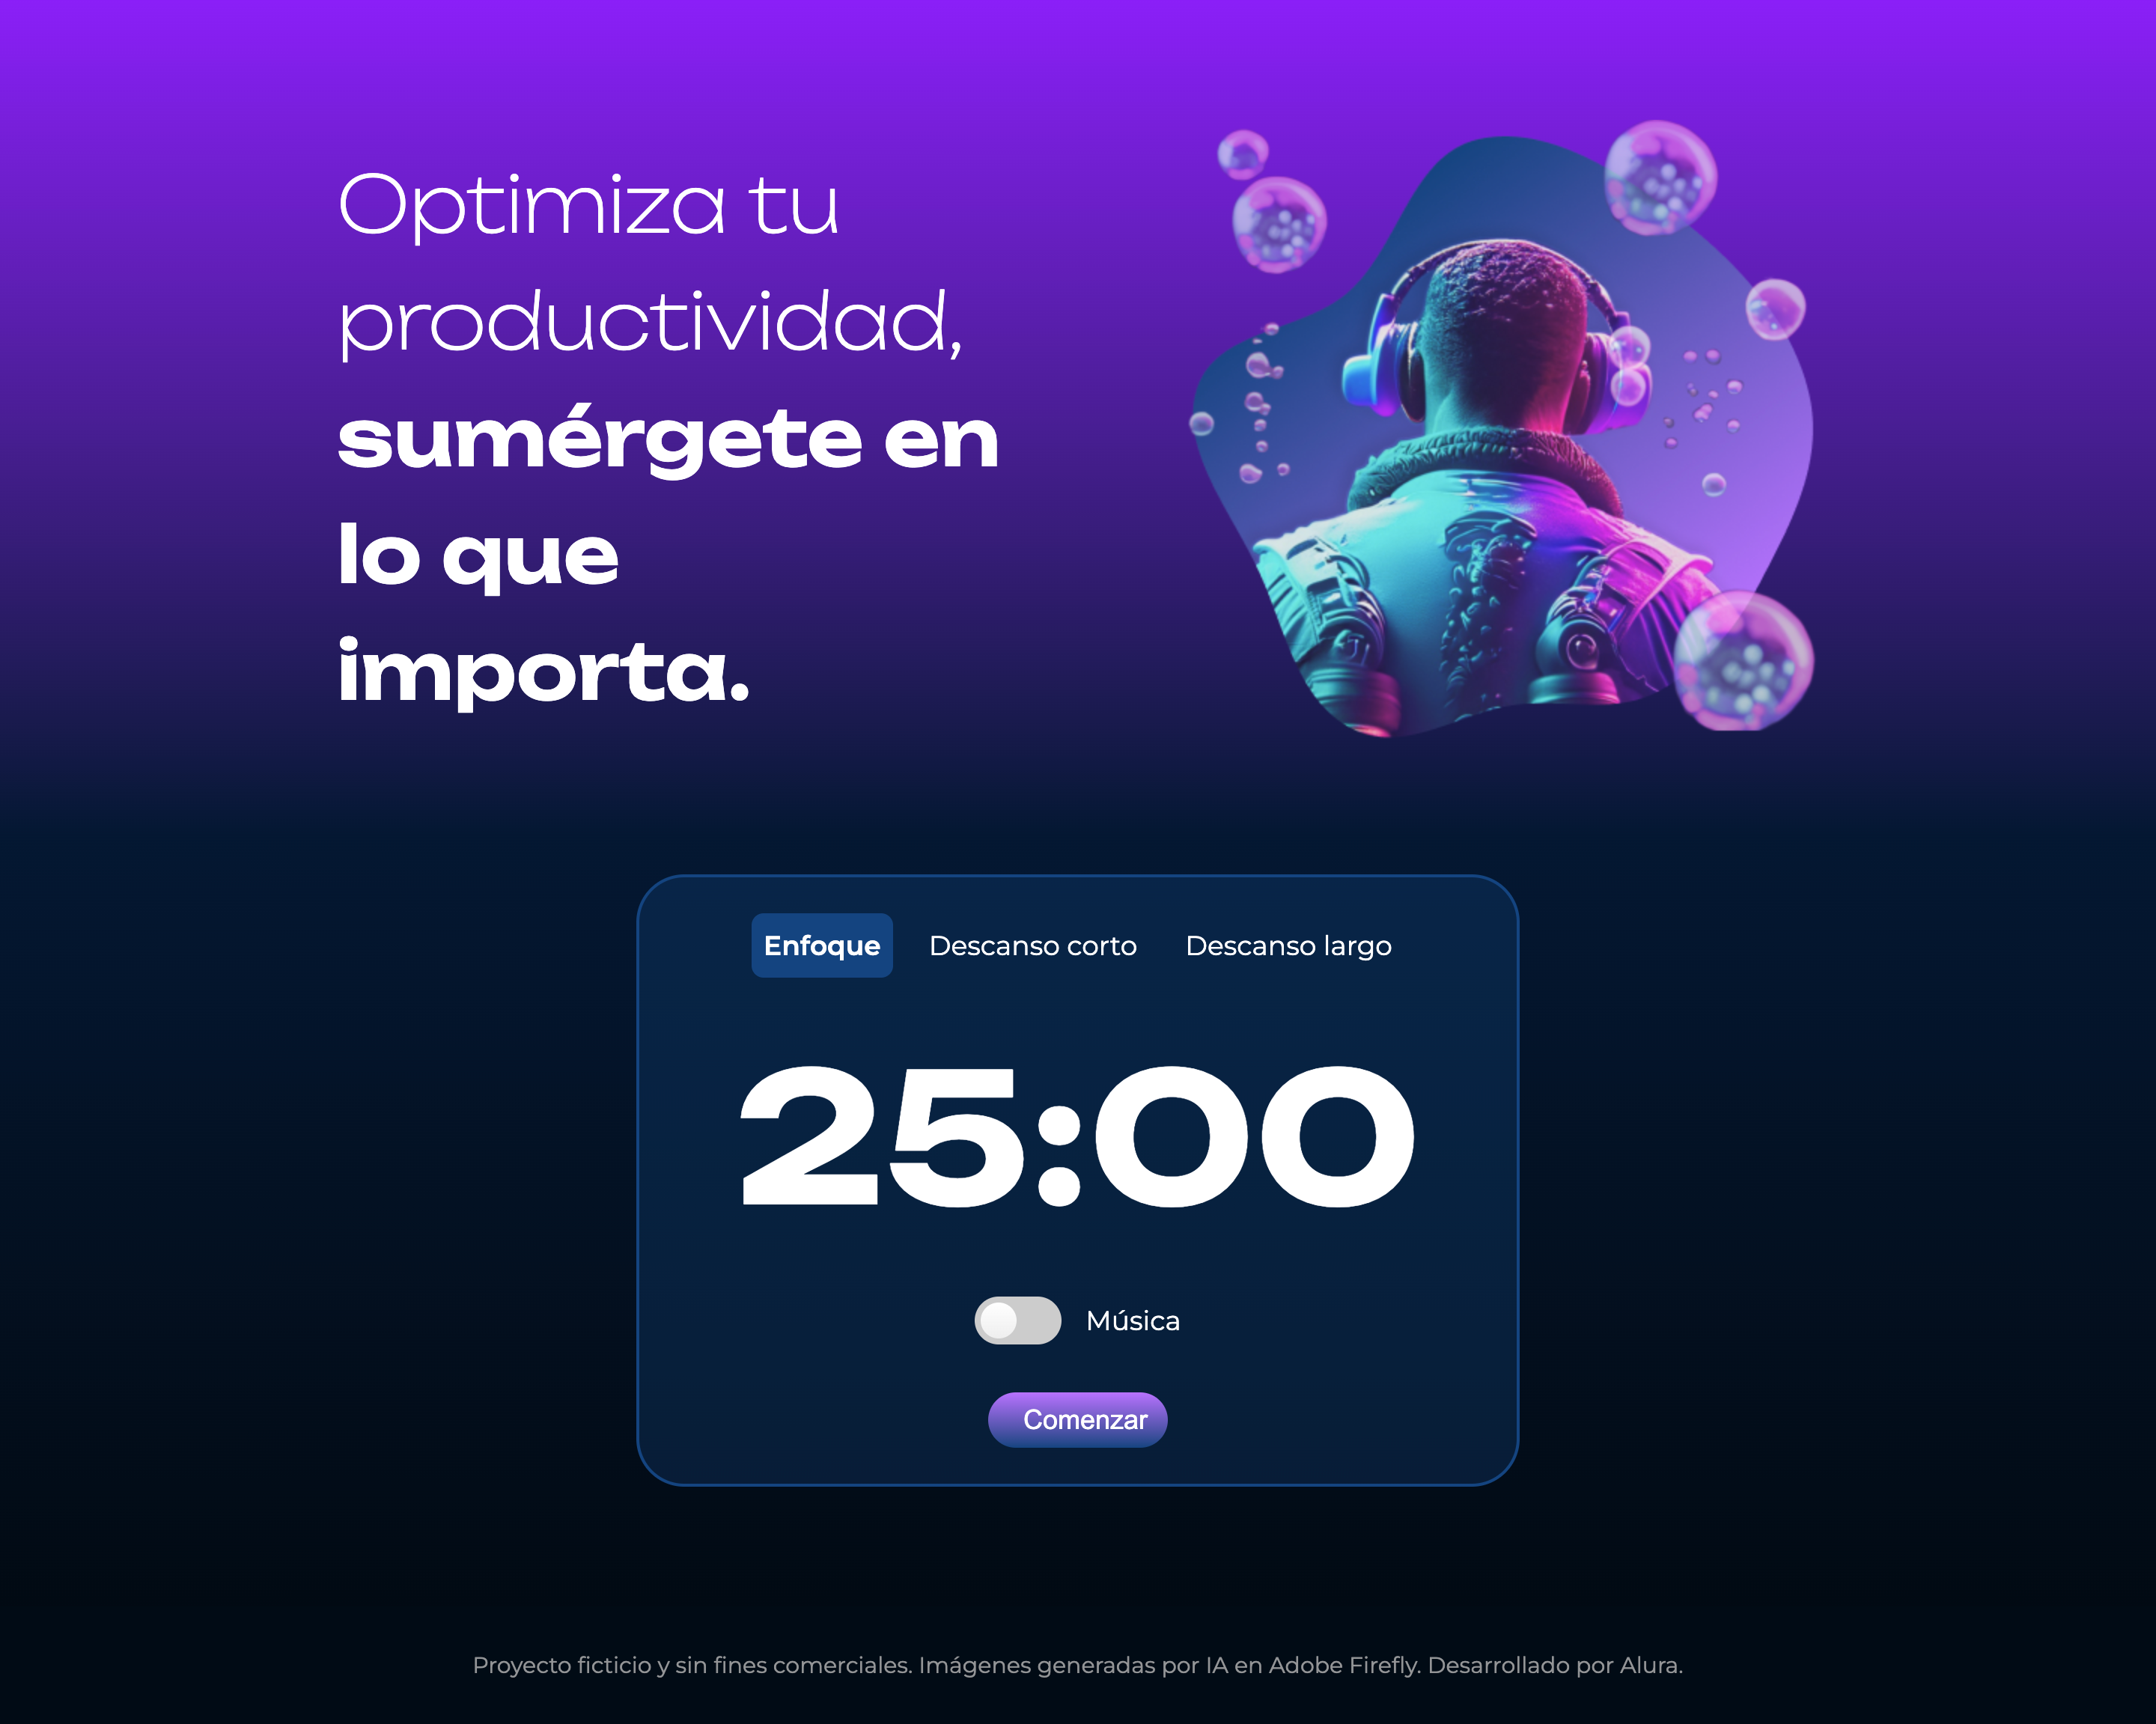 Optimiza tu
productividad,
sumérgete en
lo que
importa.
Enfoque Descanso corto Descanso largo
25:00
Música
Comenzar
Proyecto ficticio y sin fines comerciales. Imágenes generadas por IA en Adobe Firefly. Desarrollado por Alura.